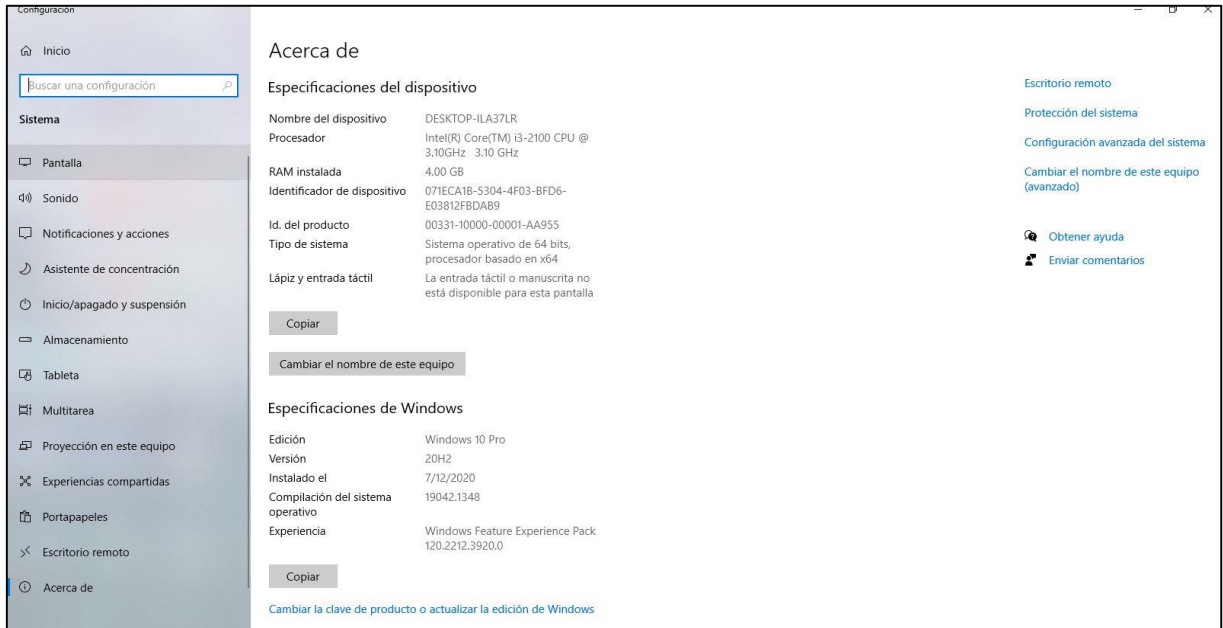 Configuración
Inicio
Buscar una configuración
Sistema
Pantalla
Sonido
Notificaciones y acciones
Asistente de concentración
Inicio/apagado y suspensión
Almacenamiento
Tableta
Multitarea
Proyección en este equipo
Experiencias compartidas
Portapapeles
Escritorio remoto
Acerca de
Acerca de
Especificaciones del dispositivo
Nombre del dispositivo DESKTOP-ILA37LR
Procesador Intel(R) Core(TM) i3-2100 CPU @
3.10GHz 3.10 GHz
RAM instalada 4.00 GB
Identificador de dispositivo 071ECA1B-5304-4F03-BFD6-
E03812FBDAB9
Id. del producto 00331-10000-00001-AA955
Tipo de sistema Sistema operativo de 64 bits,
procesador basado en x64
Lápiz y entrada táctil La entrada táctil o manuscrita no
está disponible para esta pantalla
Copiar
Cambiar el nombre de este equipo
Especificaciones de Windows
Edición Windows 10 Pro
Versión 20H2
Instalado el 7/12/2020
Compilación del sistema 19042.1348
operativo
Experiencia Windows Feature Experience Pack
120.2212.3920.0
Copiar
Cambiar la clave de producto o actualizar la edición de Windows
Escritorio remoto
Protección del sistema
Configuración avanzada del sistema
Cambiar el nombre de este equipo
(avanzado)
Obtener ayuda
Enviar comentarios